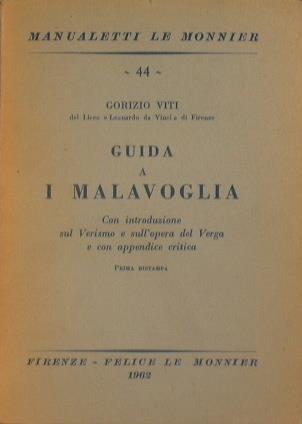 MANUALETTI LE MONNIER
~ 44 ~
GORIZIO VITI
del Liceo «Leonardo da Vinci» di Firenze
GUIDA
A
I MALAVOGLIA
Con introduzione
sul Verismo e sull'opera del Verga
e con appendice critica
PRIMA RISTAMPA
FIRENZE - FELICE LE MONNIER
1962